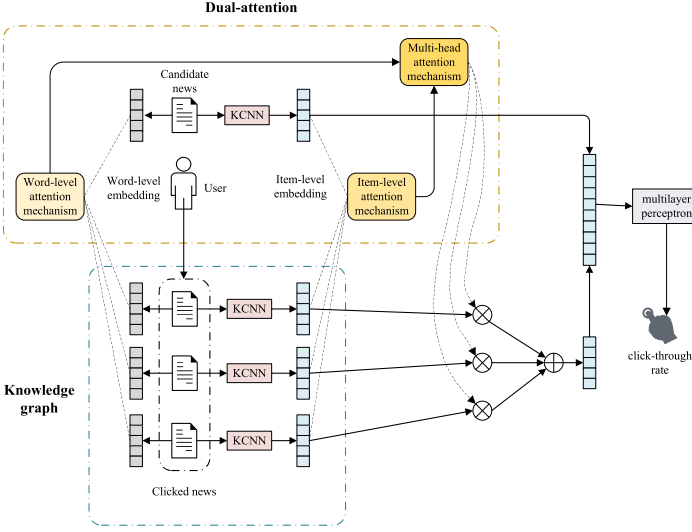 Dual-attention
Multi-head
attention
mechanism
Candidate
news
KCNN
Word-level
attention
mechanism
Word-level
embedding
User
Item-level
embedding
Item-level
attention
mechanism
multilayer
perceptron
KCNN
click-through
rate
KCNN
Knowledge
graph
KCNN
Clicked news